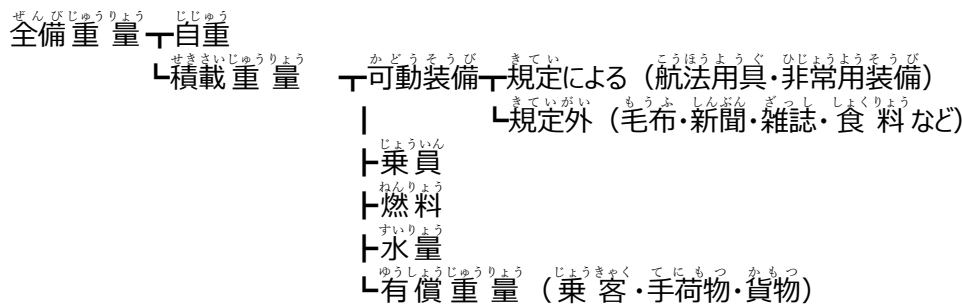 全備重量┳自重
┗積載重量 ┳可動装備┳規定による（航法用具・非常用装備）
┃ ┗規定外（毛布・新聞・雑誌・食料など）
┣乗員
┣燃料
┣水量
┗有償重量（乗客・手荷物・貨物）